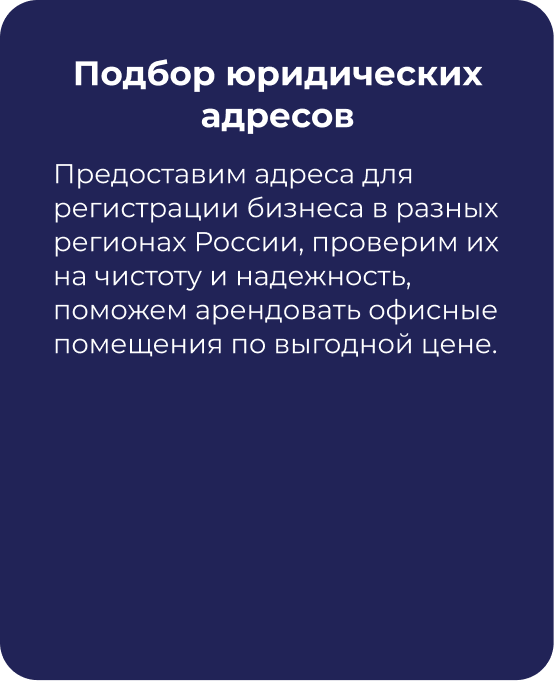 Подбор юридических
адресов
Предоставим адреса для
регистрации бизнеса в разных
регионах России, проверим их
на чистоту и надежность,
поможем арендовать офисные
помещения по выгодной цене.